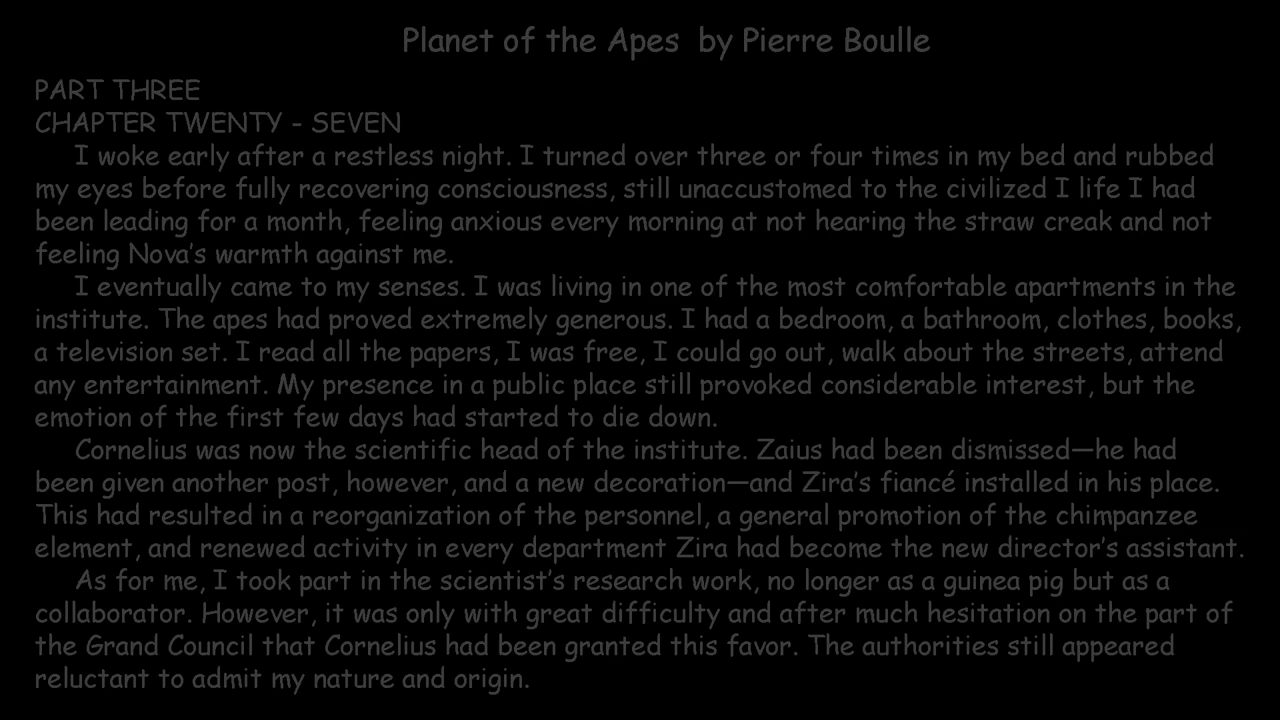 Planet of the Apes  by Pierre Boulle
PART THREE
CHAPTER TWENTY - SEVEN
I woke early after a restless night. I turned over three or four times in my bed and rubbed
my eyes before fully recovering consciousness, still unaccustomed to the civilized I life I had
been leading for a month, feeling anxious every morning at not hearing the straw creak and not
feeling Nova’s warmth against me.
I eventually came to my senses. I was living in one of the most comfortable apartments in the
institute. The apes had proved extremely generous. I had a bedroom, a bathroom, clothes, books,
a television set. I read all the papers, I was free, I could go out, walk about the streets, attend
any entertainment. My presence in a public place still provoked considerable interest, but the
emotion of the first few days had started to die down.
Cornelius was now the scientific head of the institute. Zaius had been dismissed—he had
been given another post, however, and a new decoration—and Zira’s fiancé installed in his place.
This had resulted in a reorganization of the personnel, a general promotion of the chimpanzee
element, and renewed activity in every department Zira had become the new director’s assistant.
As for me, I took part in the scientist’s research work, no longer as a guinea pig but as a
collaborator. However, it was only with great difficulty and after much hesitation on the part of
the Grand Council that Cornelius had been granted this favor. The authorities still appeared
reluctant to admit my nature and origin.